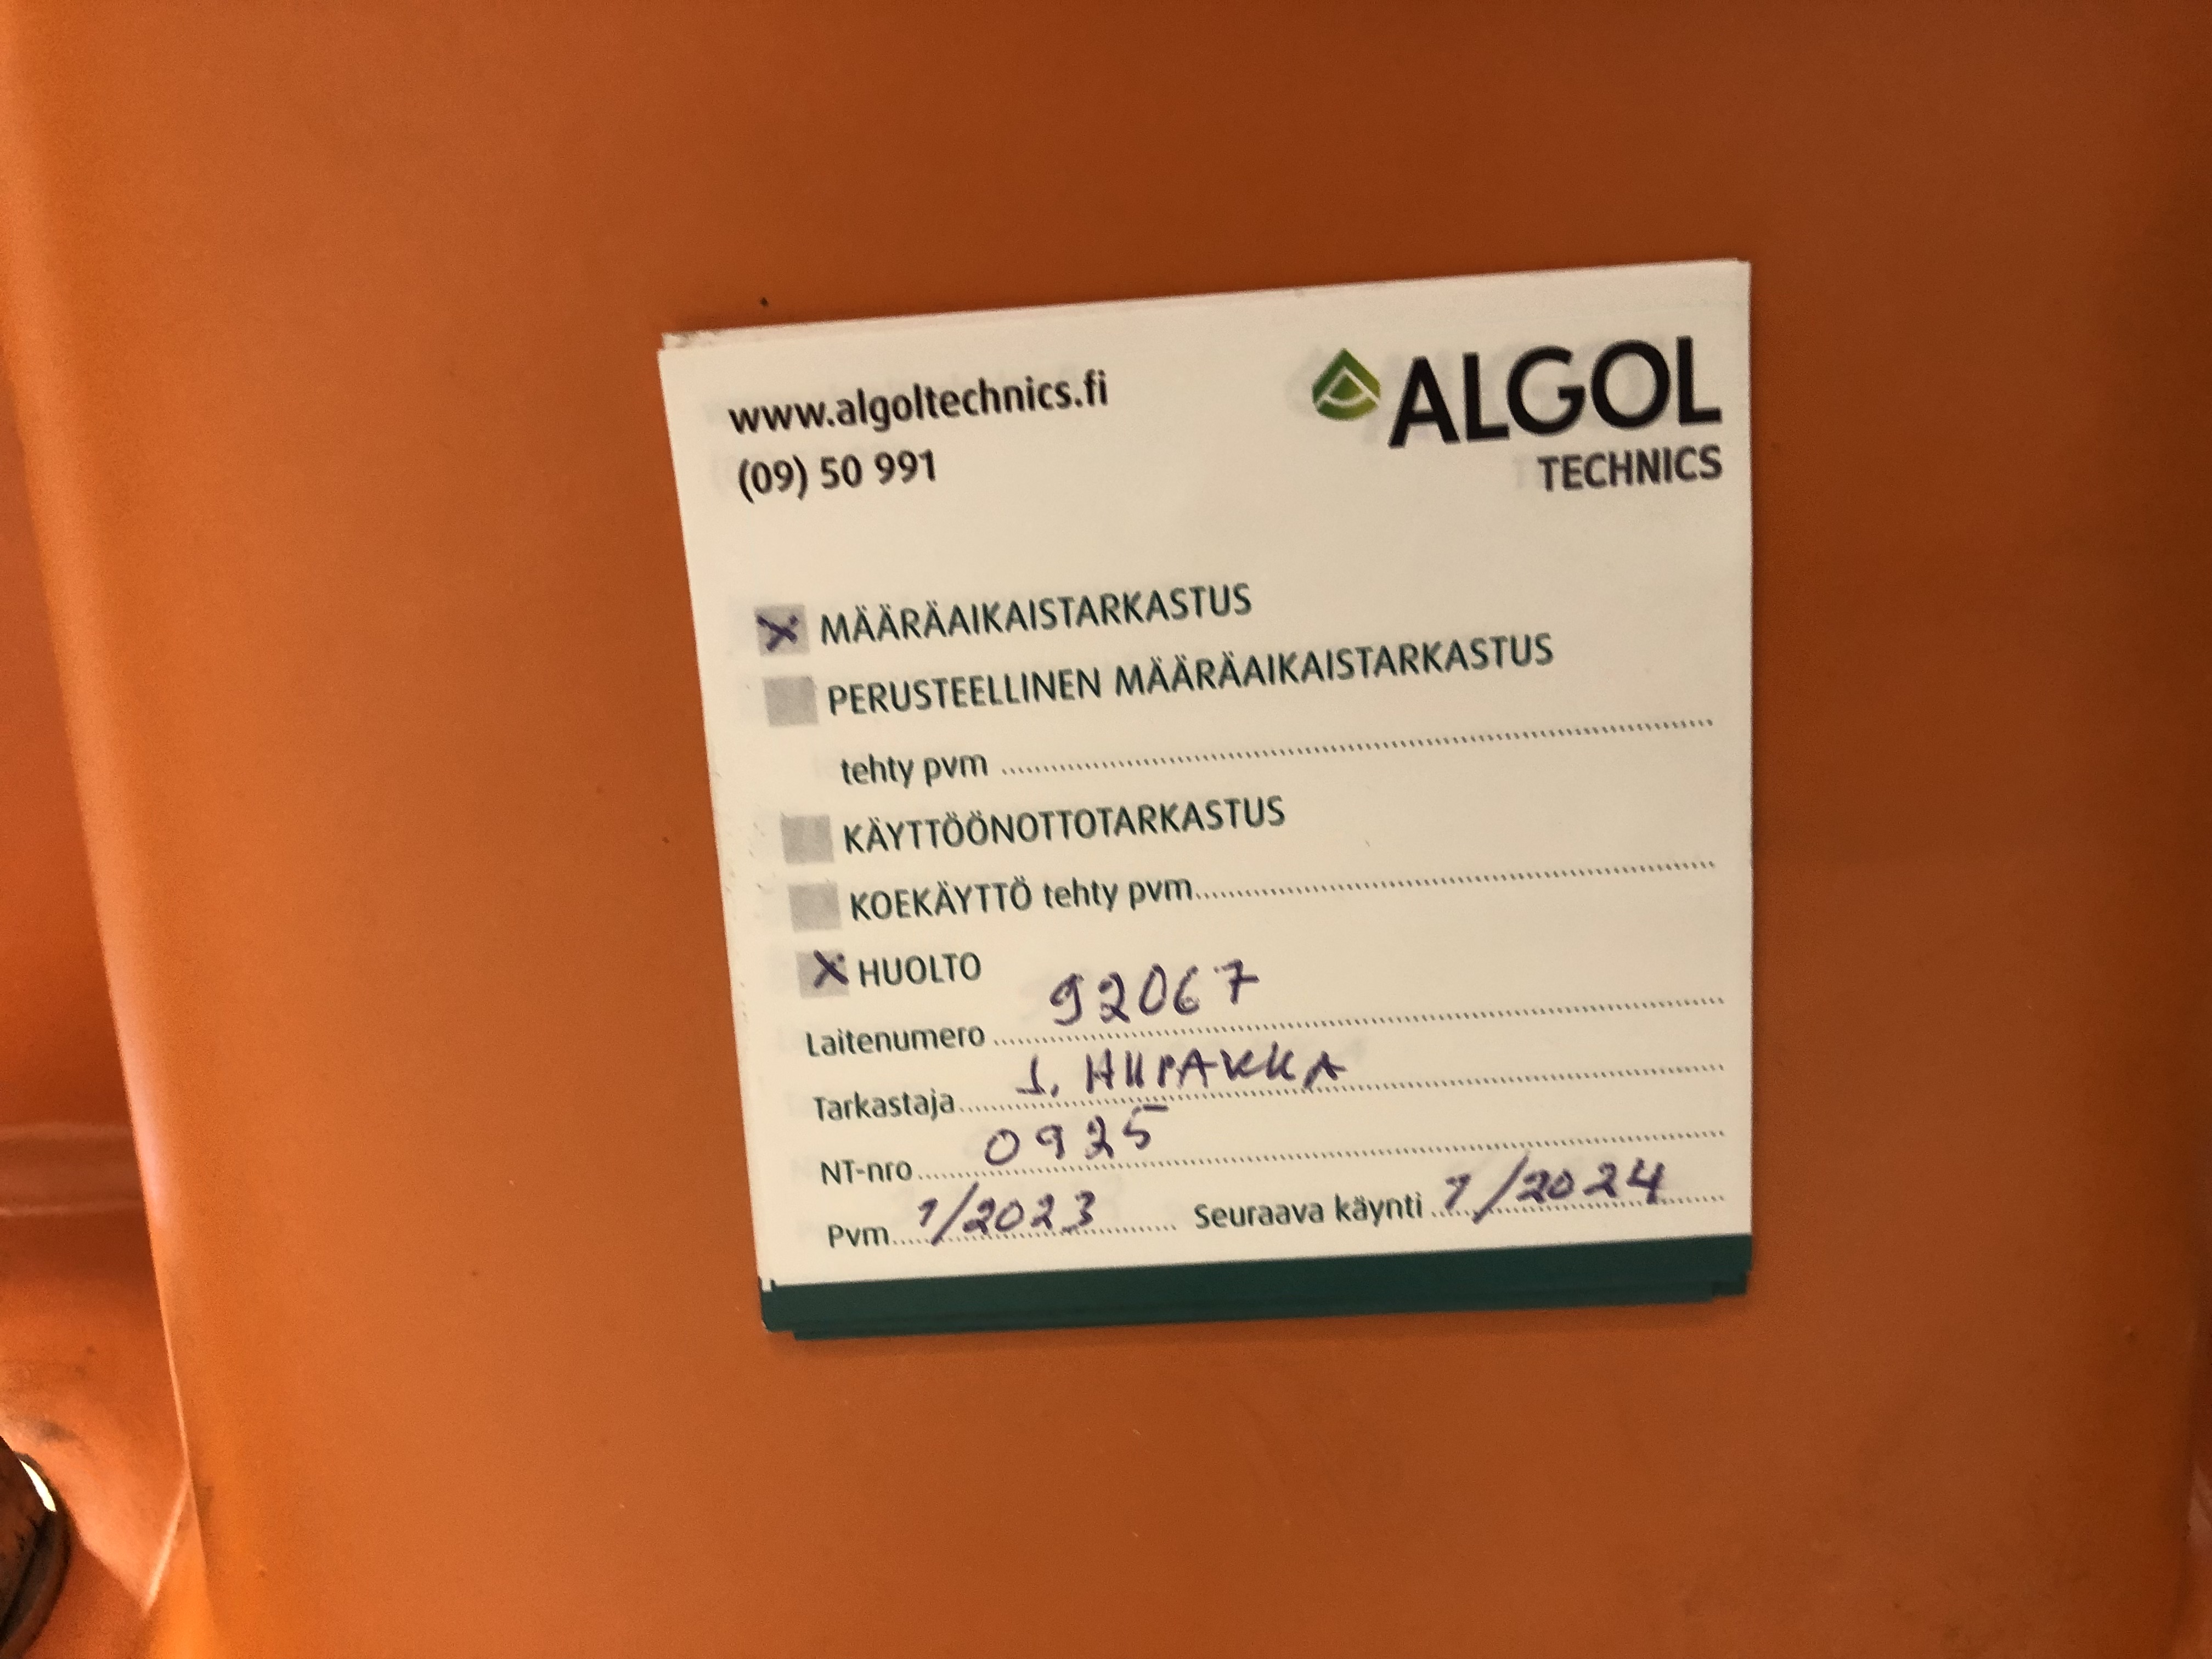 www.algoltechnics.fi
(09) 50 991
ALGOL
TECHNICS
MÄÄRÄAIKAISTARKASTUS
PERUSTEELLINEN MÄÄRÄAIKAISTARKASTUS
tehty pvm
KÄYTTÖÖNOTTOTARKASTUS
KOEKÄYTTÖ tehty pvm
HUOLTO
Laitenumero 92067
Tarkastaja J.
NT-nro 0925
Pvm 1/2023 Seuraava käynti 1/2024